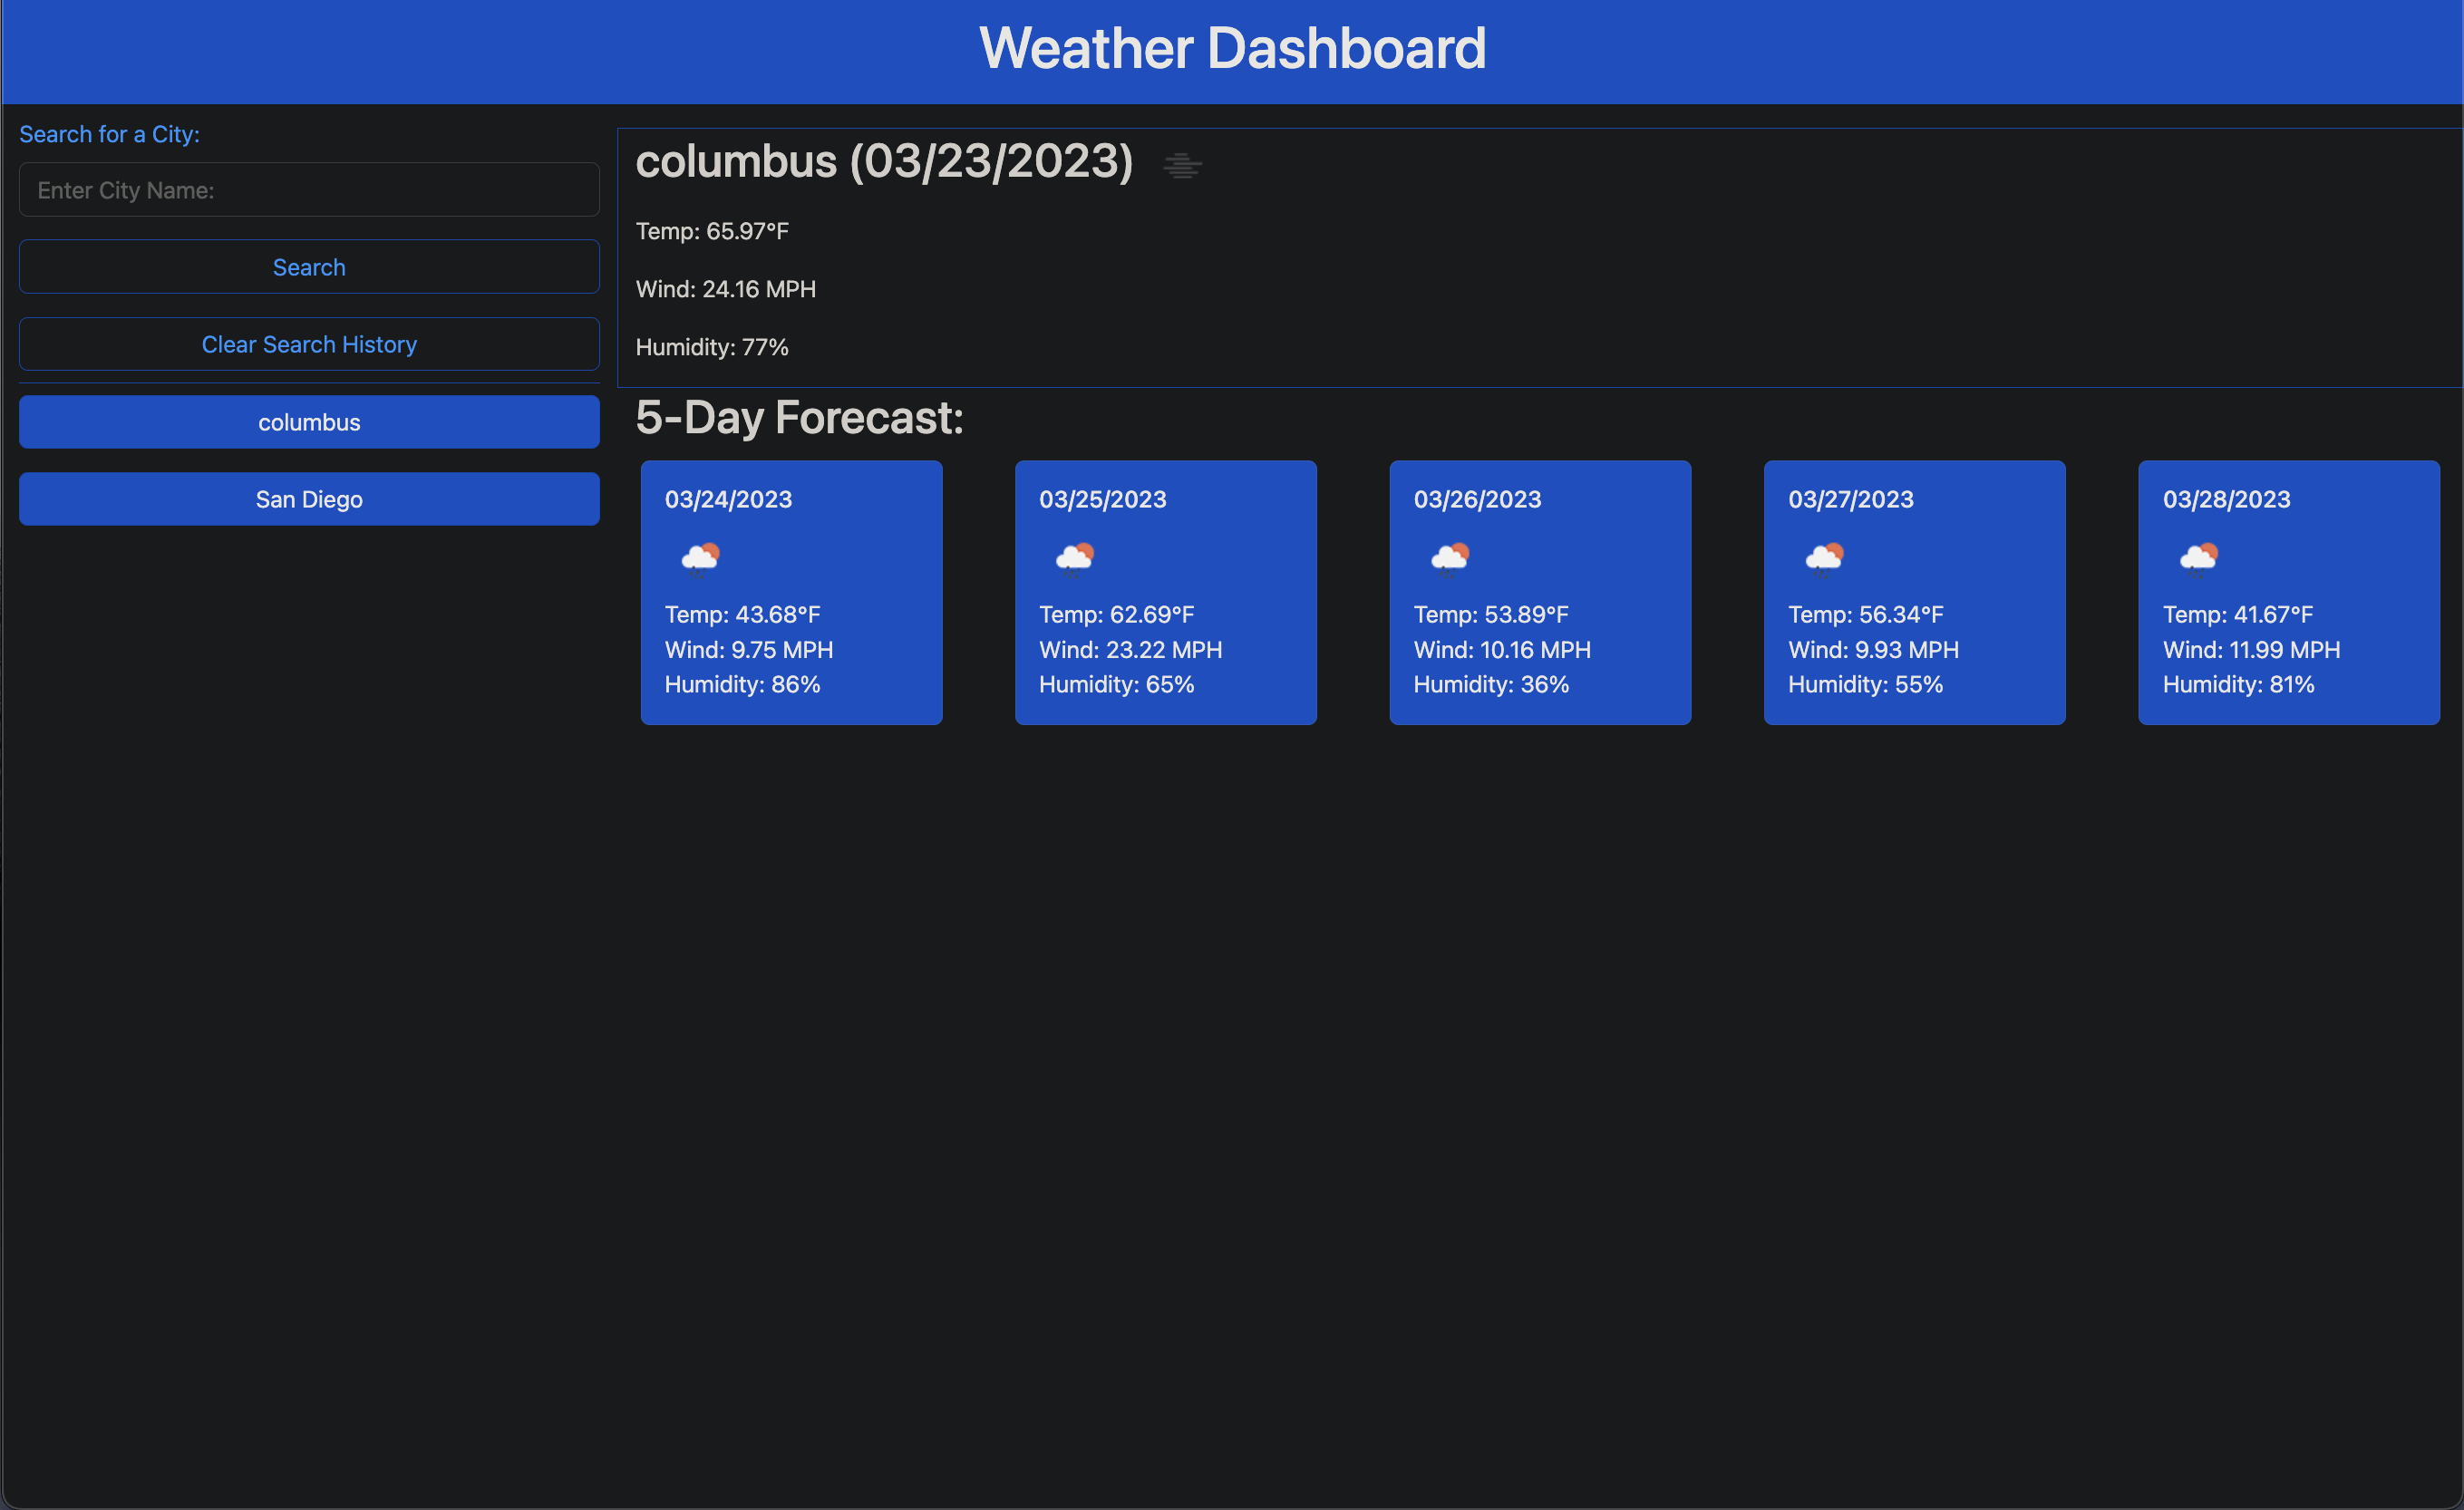 Weather Dashboard
Search for a City:
Enter City Name:
Search
Clear Search History
columbus
San Diego
columbus (03/23/2023)
Temp: 65.97°F
Wind: 24.16 MPH
Humidity: 77%
5-Day Forecast:
03/24/2023
Temp: 43.68°F
Wind: 9.75 MPH
Humidity: 86%
03/25/2023
Temp: 62.69°F
Wind: 23.22 MPH
Humidity: 65%
03/26/2023
Temp: 53.89°F
Wind: 10.16 MPH
Humidity: 36%
03/27/2023
Temp: 56.34°F
Wind: 9.93 MPH
Humidity: 55%
03/28/2023
Temp: 41.67°F
Wind: 11.99 MPH
Humidity: 81%